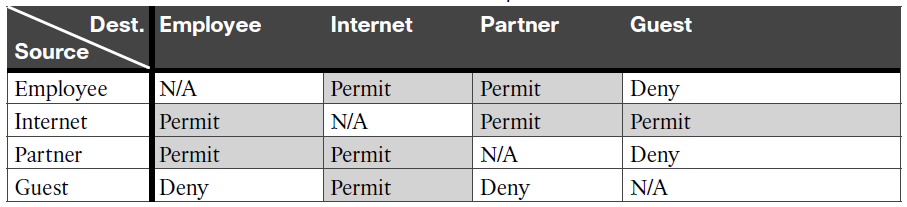 Dest. Employee Internet Partner Guest
Source
Employee N/A Permit Permit Deny
Internet Permit N/A Permit Permit
Partner Permit Permit N/A Deny
Guest Deny Permit Deny N/A